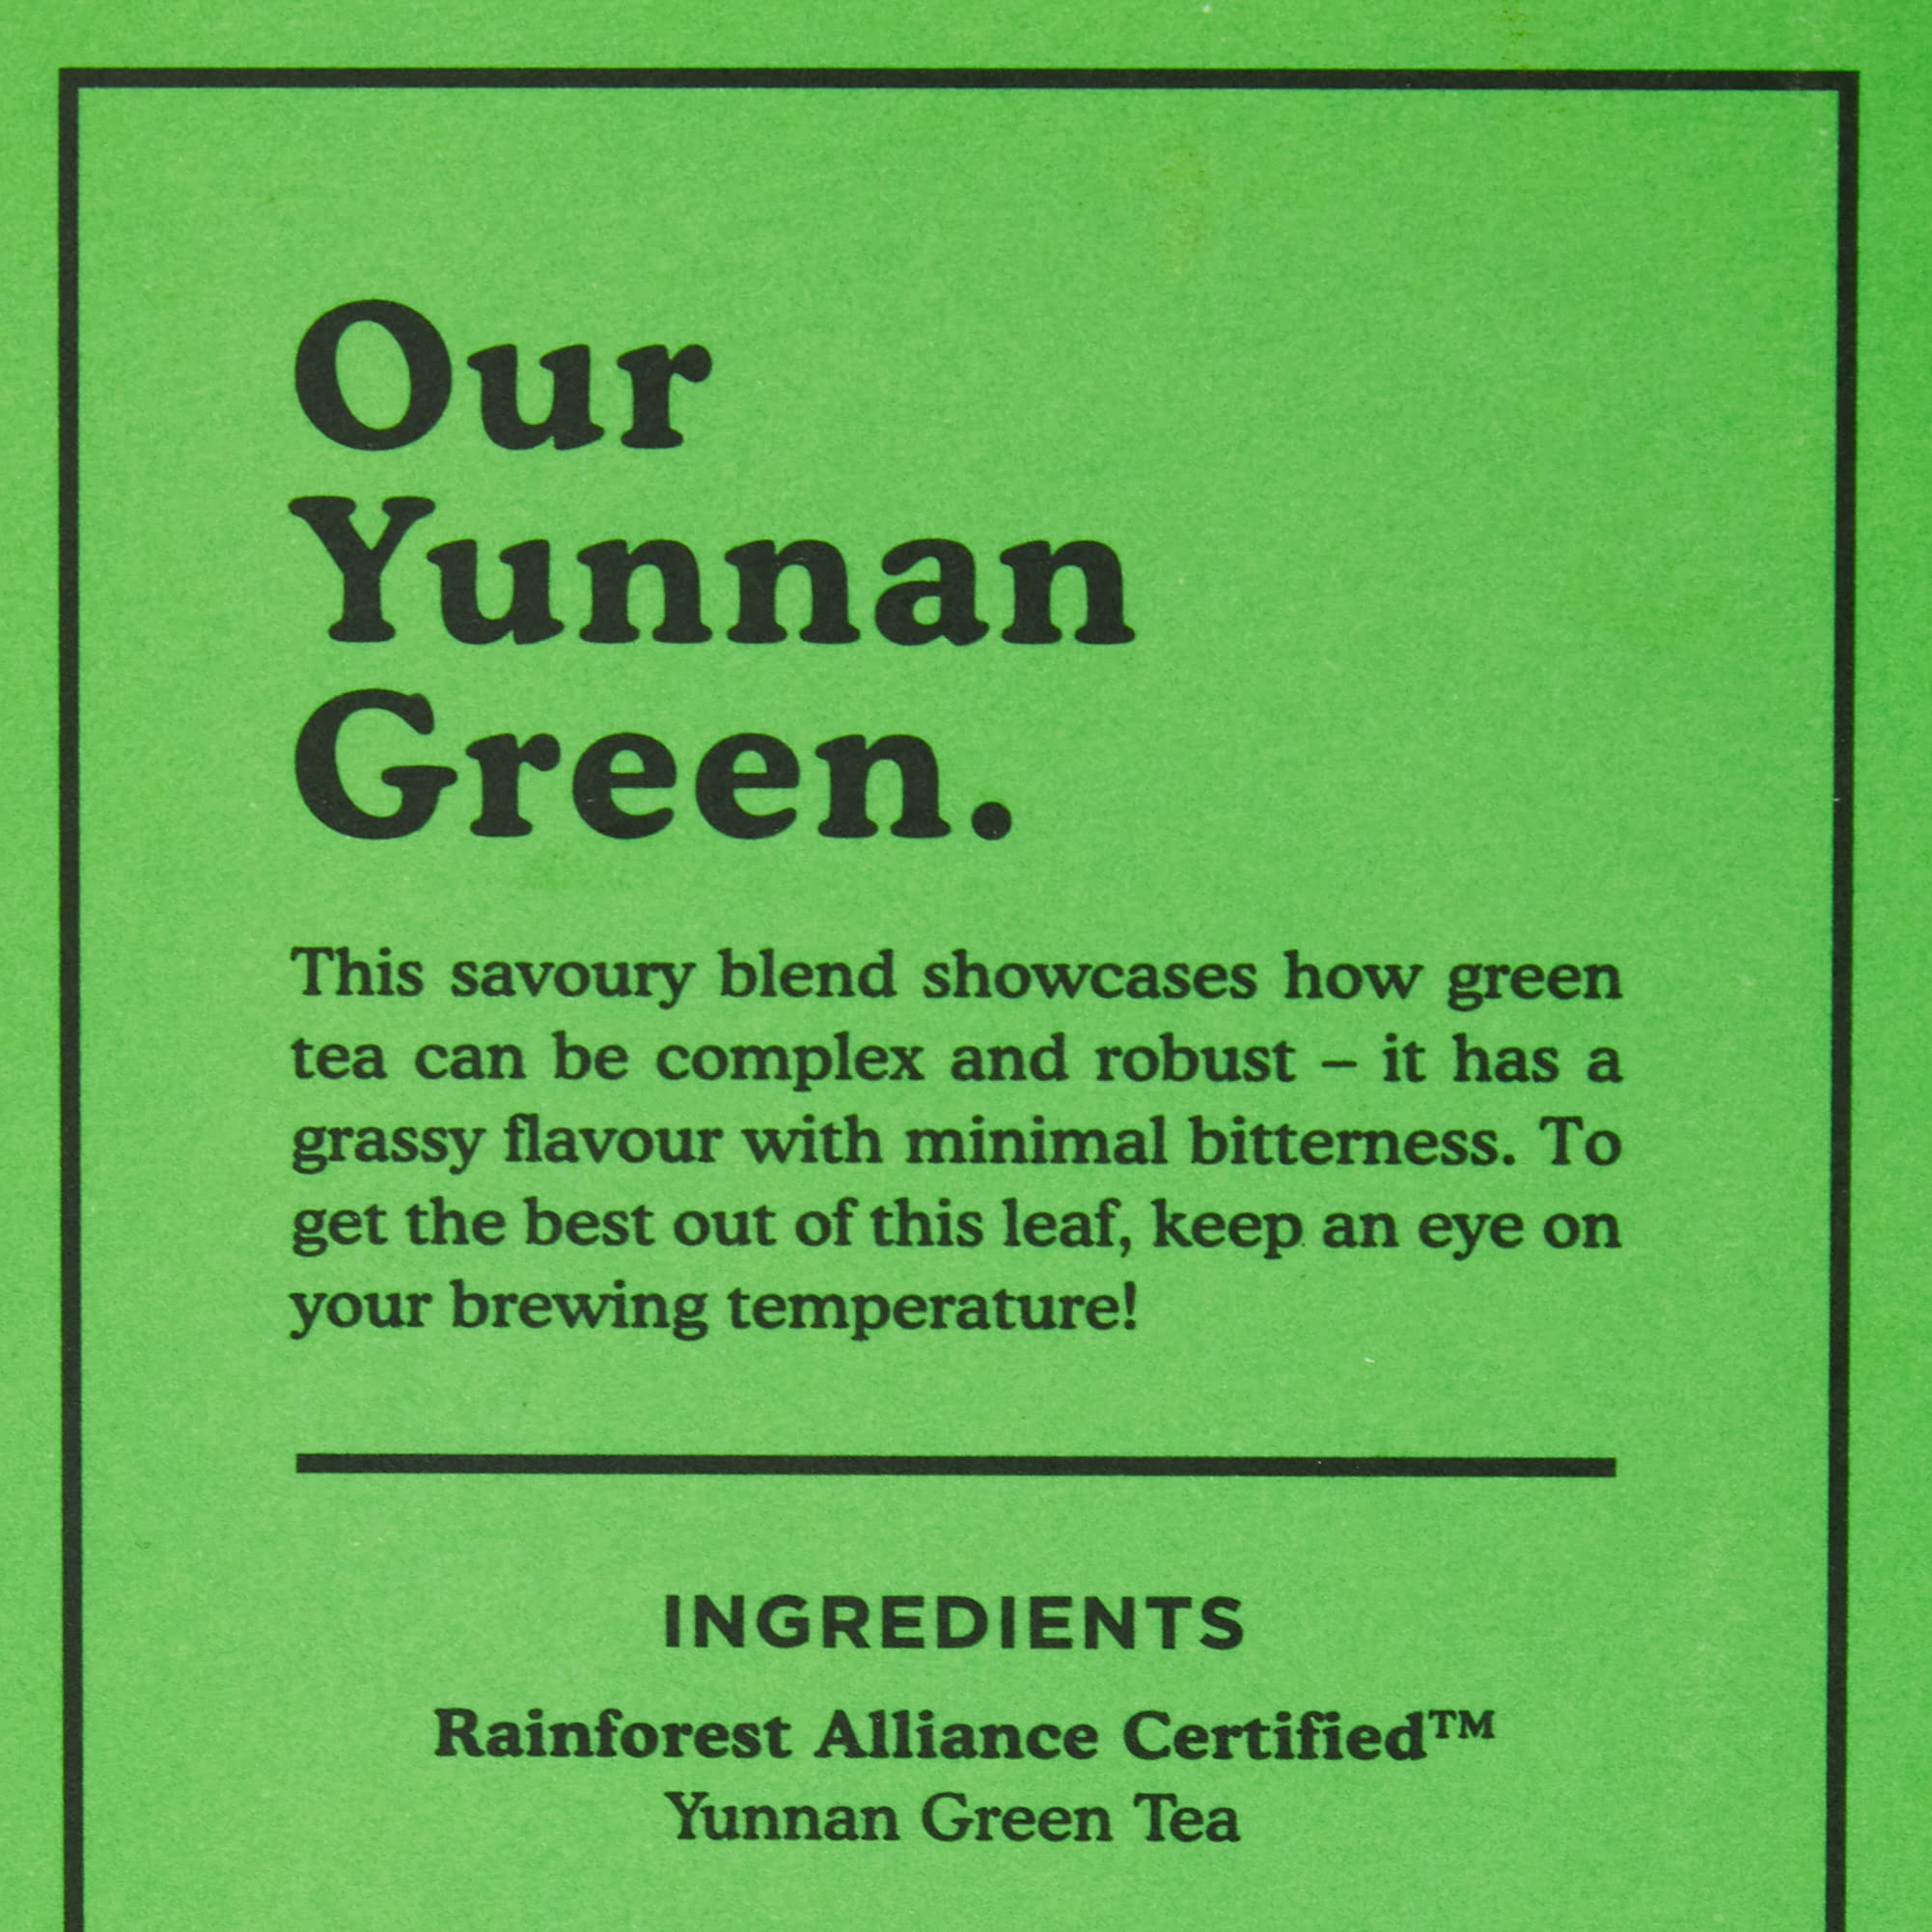 Our
Yunnan
Green.
This savoury blend showcases how green
tea can be complex and robust – it has a
grassy flavour with minimal bitterness. To
get the best out of this leaf, keep an eye on
your brewing temperature!
INGREDIENTS
Rainforest Alliance Certified™
Yunnan Green Tea